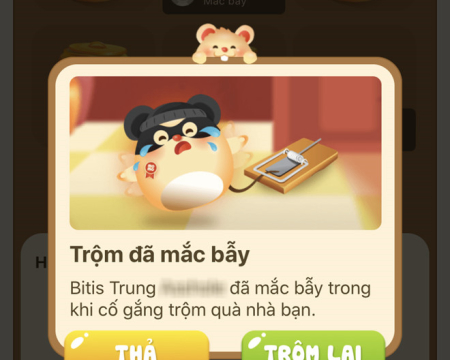 Mắc bẫy
Trộm đã mắc bẫy
Bitis Trung đã mắc bẫy trong
khi cố gắng trộm quà nhà bạn.
THẢ
TRỘM LẠI